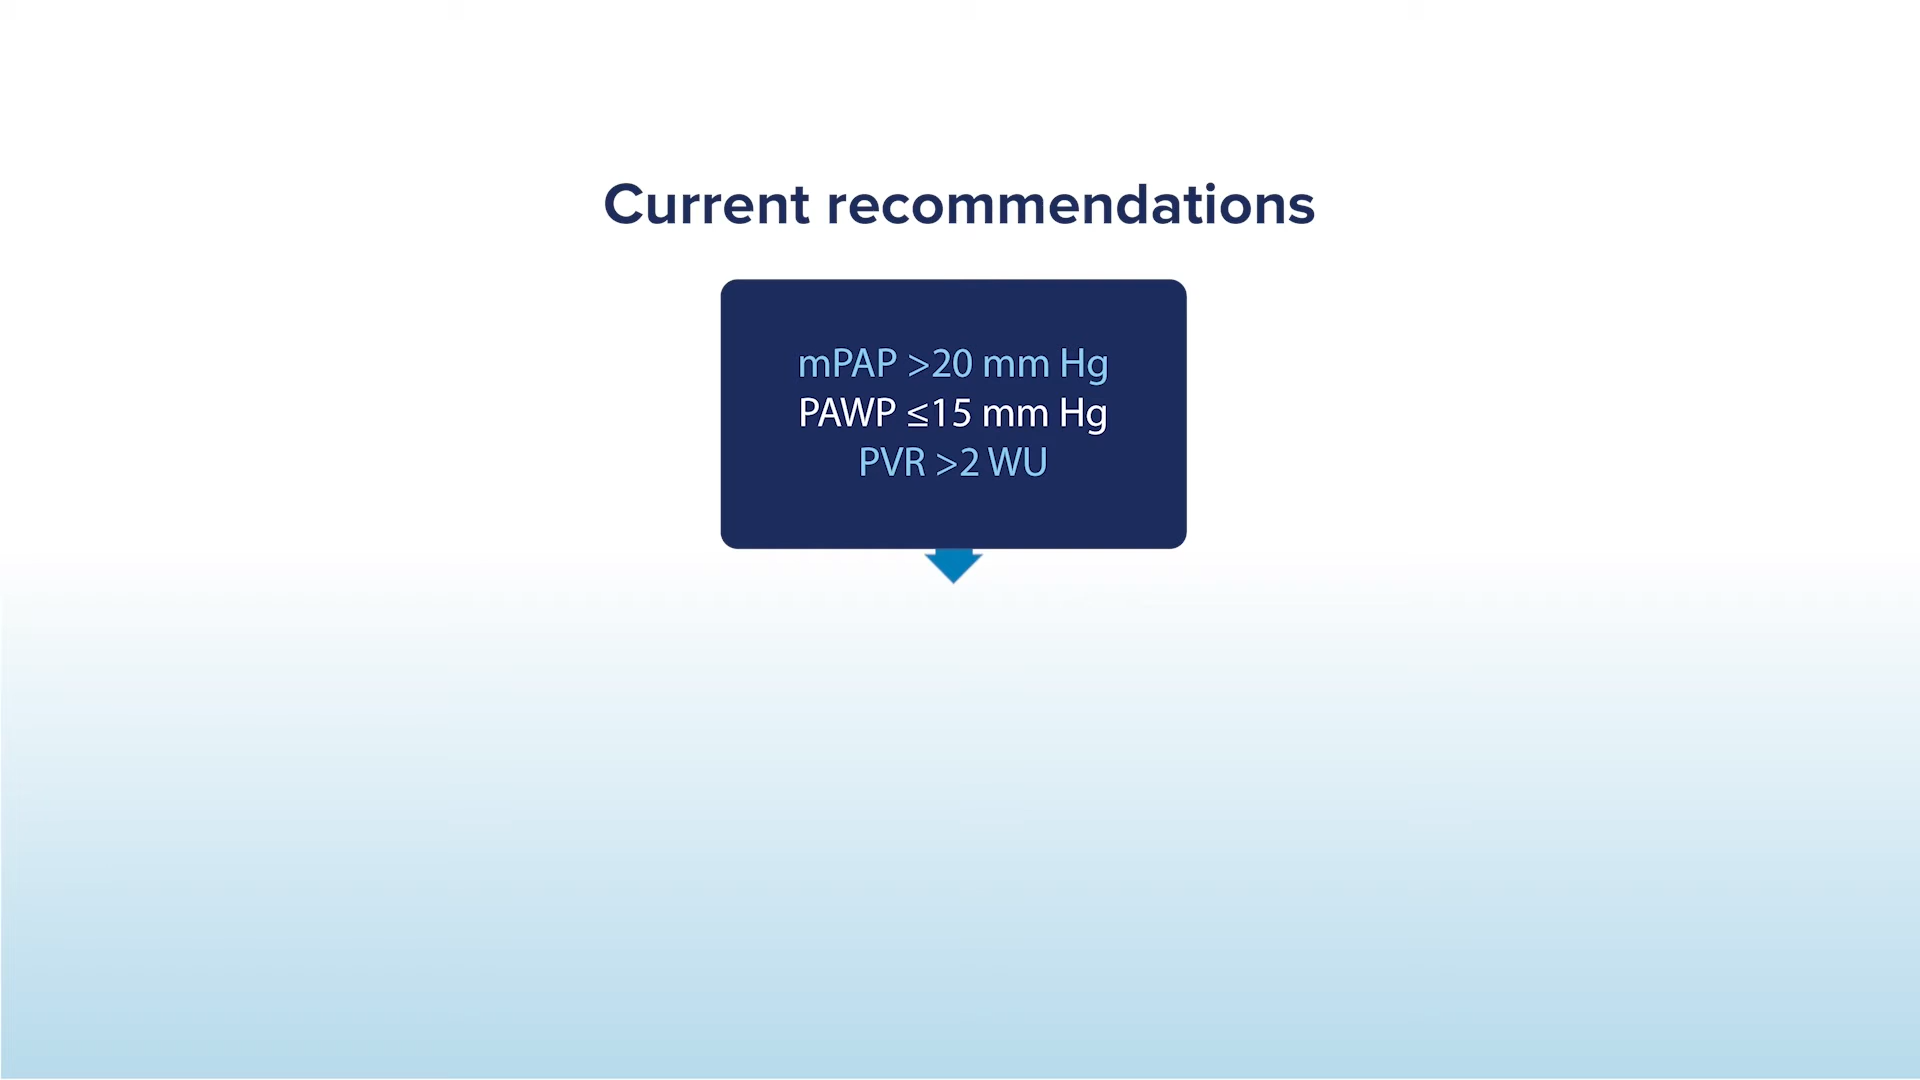 Current recommendations
mPAP >20 mm Hg
PAWP ≤15 mm Hg
PVR >2 WU